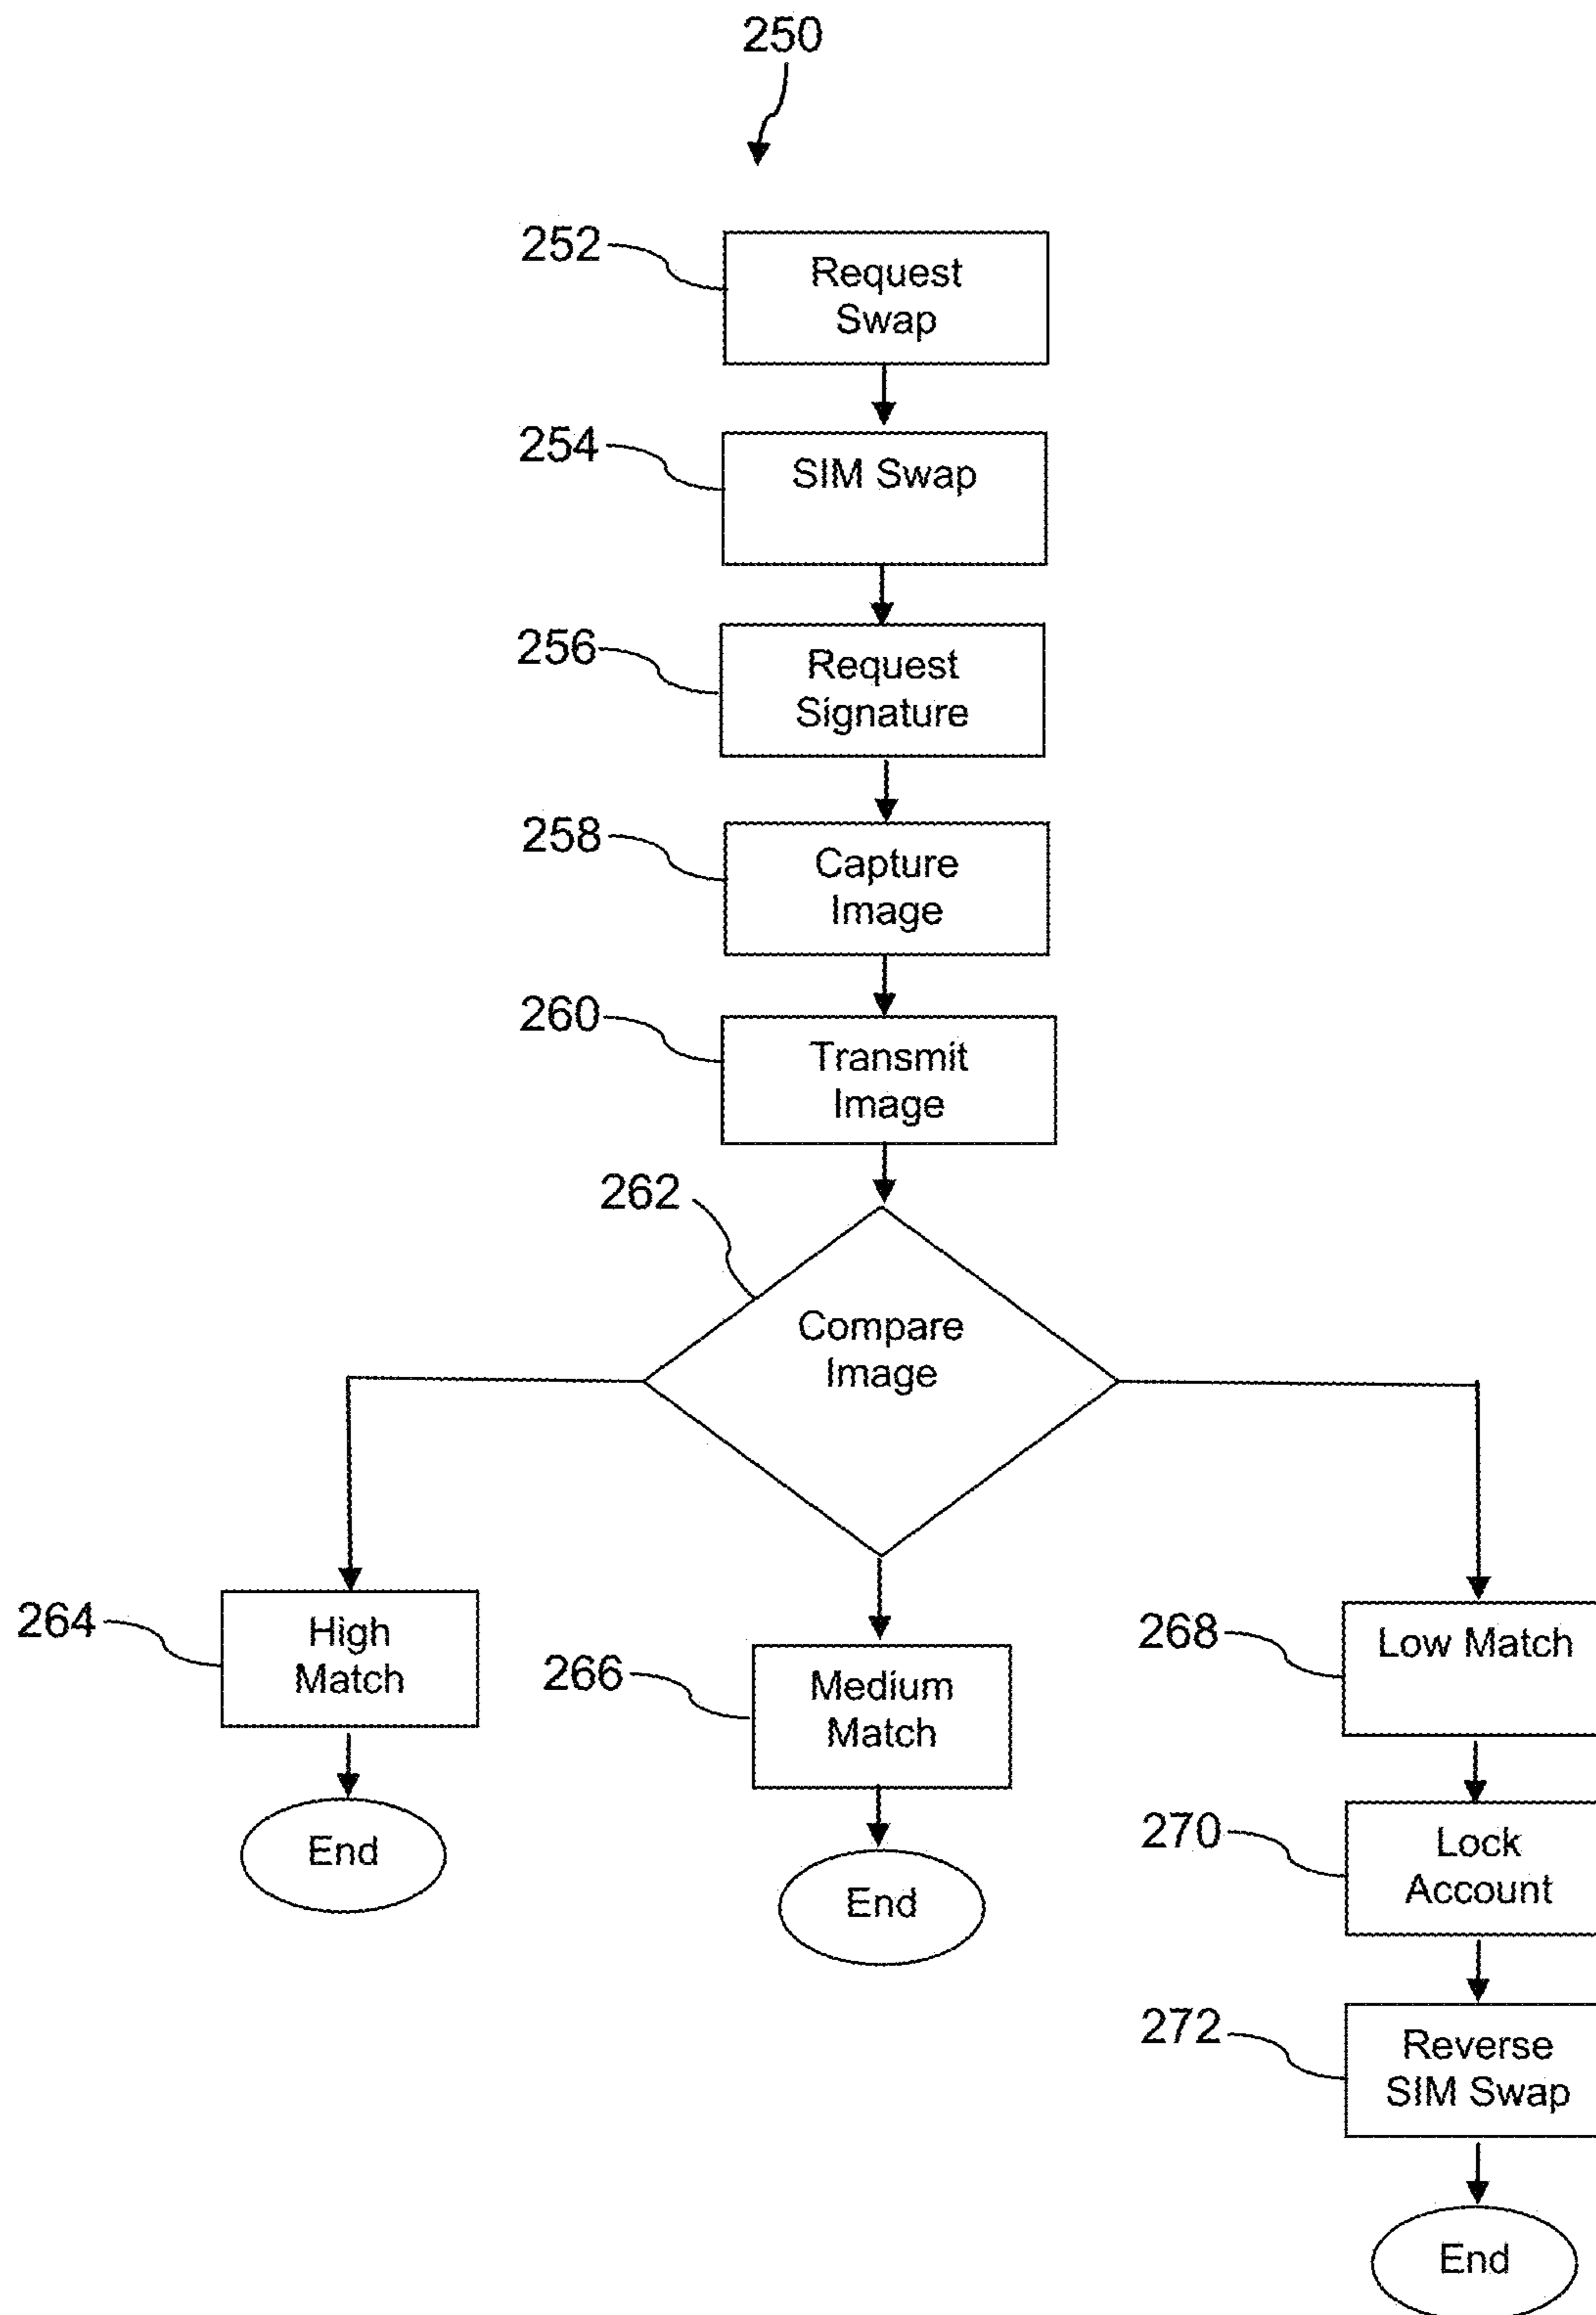 250
252
Request
Swap
254
SIM Swap
256
Request
Signature
258
Capture
Image
260
Transmit
Image
262
Compare
Image
264
High
Match
End
266
Medium
Match
End
268
Low Match
270
Lock
Account
272
Reverse
SIM Swap
End